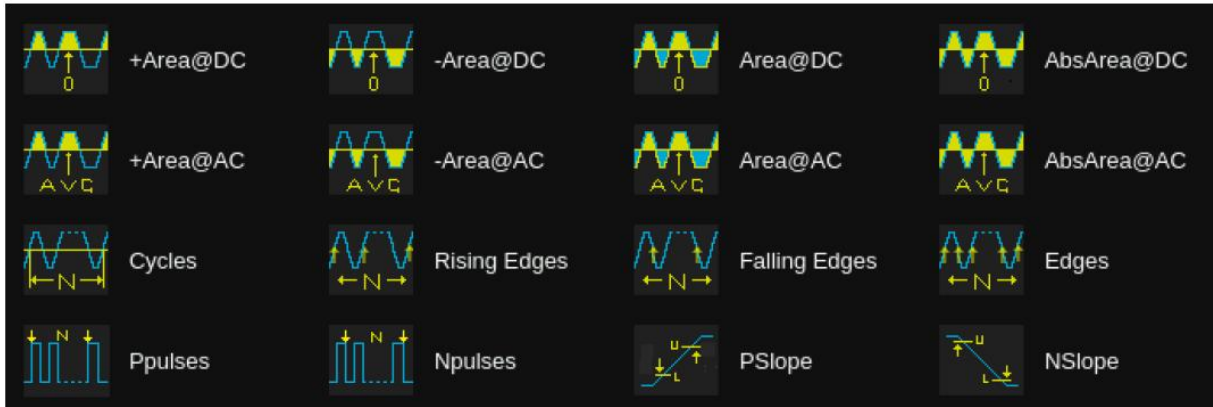 +Area@DC
-Area@DC
Area@DC
AbsArea@DC
0
0
0
0
+Area@AC
-Area@AC
Area@AC
AbsArea@AC
AVG
AVG
AVG
AVG
Cycles
Rising Edges
Falling Edges
Edges
N
N
N
N
N
Ppulses
N
Npulses
U
L
PSlope
U
L
NSlope